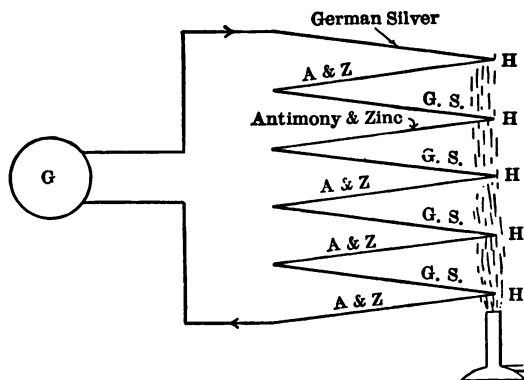 German Silver
H
A & Z
G. S.
H
Antimony & Zinc
G
G. S.
H
A & Z
G. S.
H
A & Z
G. S.
H
A & Z